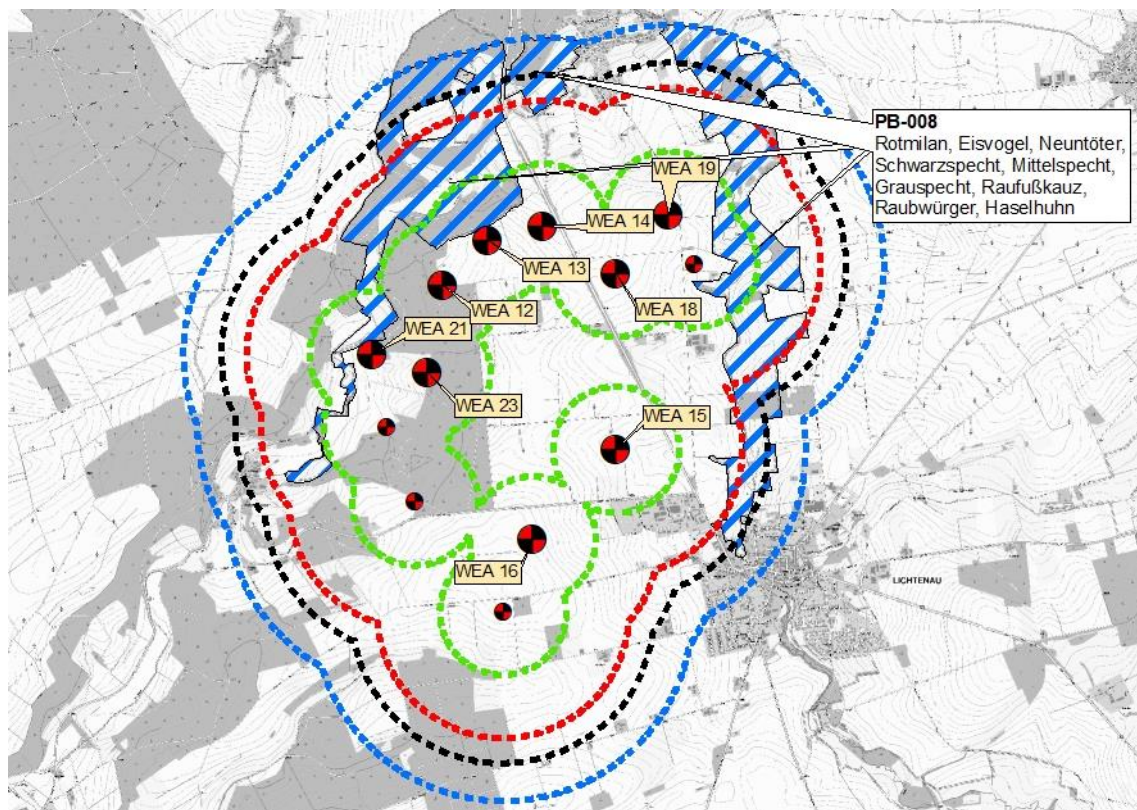 PB-008
Rotmilan, Eisvogel, Neuntöter,
Schwarzspecht, Mittelspecht,
Grauspecht, Raufußkauz,
Raubwürger, Haselhuhn
WEA 19
WEA 14
WEA 13
WEA 12
WEA 18
WEA 21
WEA 23
WEA 15
WEA 16
LICHTENAU